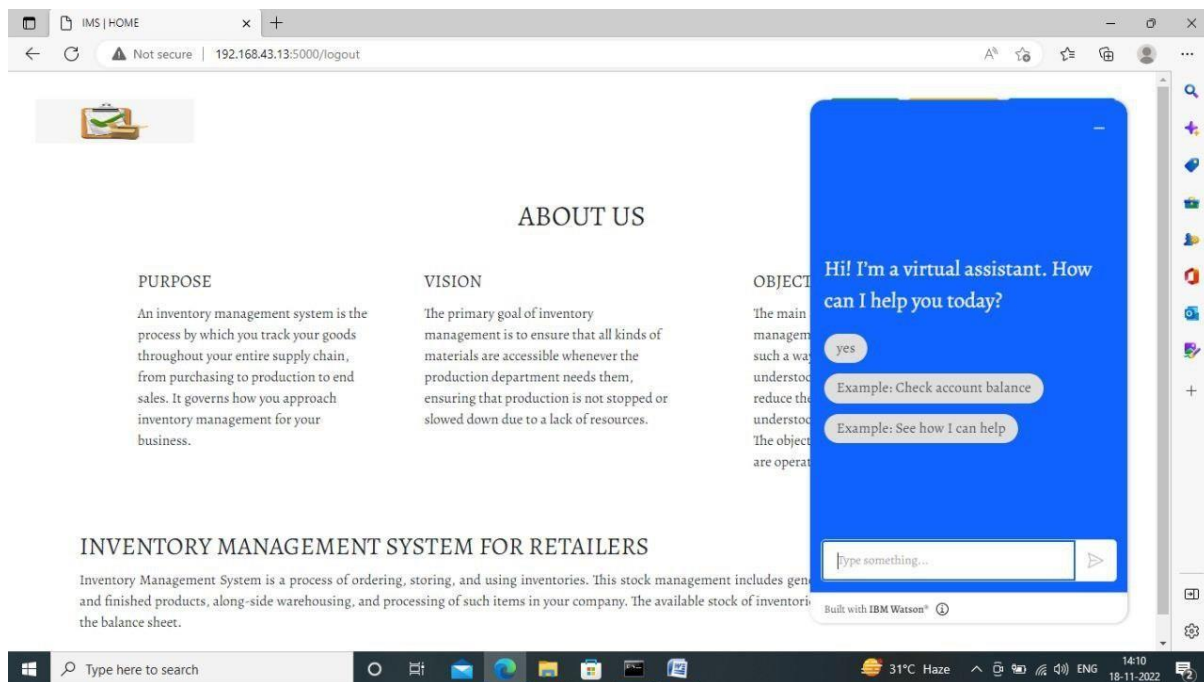 IMS | HOME
Not secure | 192.168.43.13:5000/logout
ABOUT US
PURPOSE
An inventory management system is the
process by which you track your goods
throughout your entire supply chain,
from purchasing to production to end
sales. It governs how you approach
inventory management for your
business.
VISION
The primary goal of inventory
management is to ensure that all kinds of
materials are accessible whenever the
production department needs them,
ensuring that production is not stopped or
slowed down due to a lack of resources.
OBJECT
The main
managem
such a way
understoo
reduce the
understoo
The object
are operat
Hi! I'm a virtual assistant. How
can I help you today?
yes
Example: Check account balance
Example: See how I can help
Type something...
Built with IBM Watson®
INVENTORY MANAGEMENT SYSTEM FOR RETAILERS
Inventory Management System is a process of ordering, storing, and using inventories. This stock management includes gene
and finished products, along-side warehousing, and processing of such items in your company. The available stock of inventori
the balance sheet.
Type here to search
31°C Haze
ENG
14:10
18-11-2022